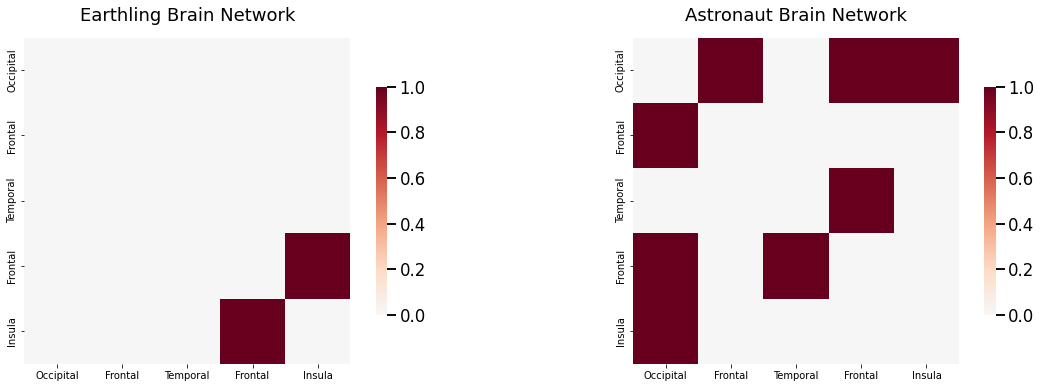 Earthling Brain Network
Occipital
Frontal
Temporal
Frontal
Insula
Occipital Frontal Temporal Frontal Insula
1.0
0.8
0.6
0.4
0.2
0.0
Astronaut Brain Network
Occipital
Frontal
Temporal
Frontal
Insula
Occipital Frontal Temporal Frontal Insula
1.0
0.8
0.6
0.4
0.2
0.0